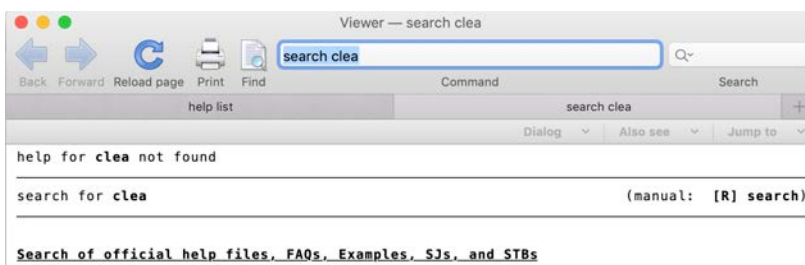 Viewer — search clea
search clea
Back Forward Reload page Print Find Command Search
help list search clea +
Dialog Also see Jump to
help for clea not found
search for clea (manual: [R] search)
Search of official help files, FAQs, Examples, SJs, and STBs